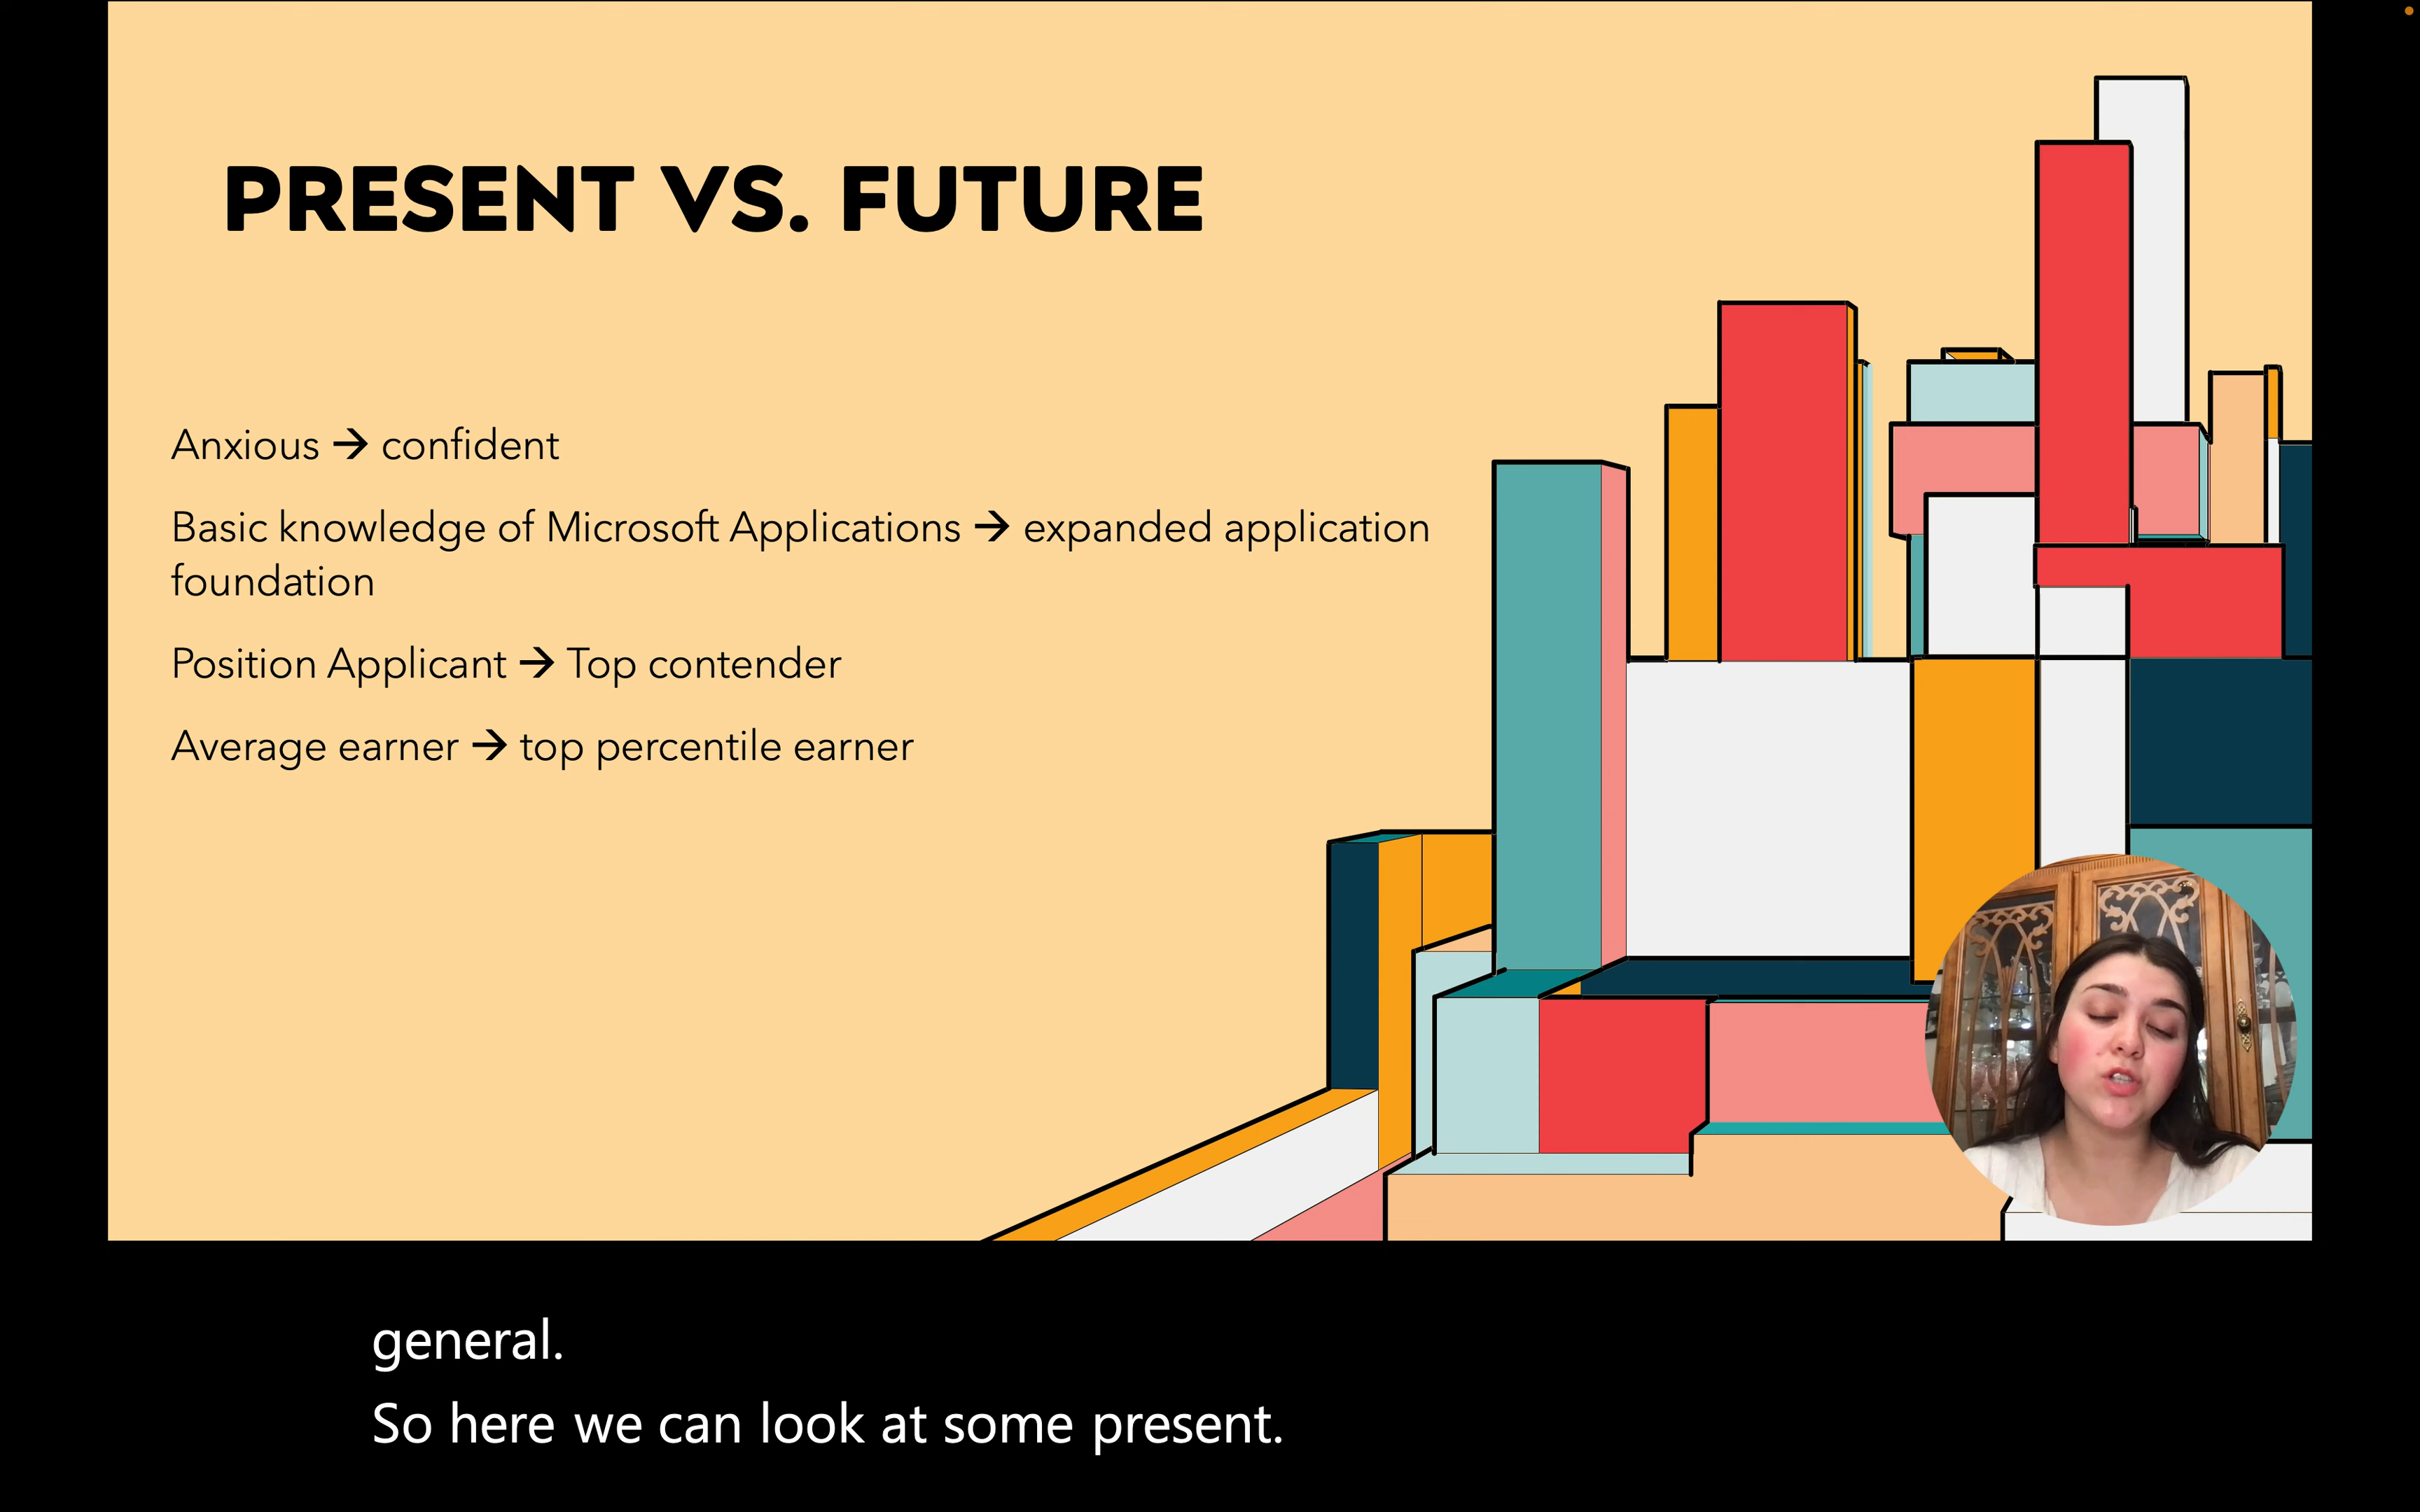 PRESENT VS. FUTURE
Anxious → confident
Basic knowledge of Microsoft Applications → expanded application
foundation
Position Applicant → Top contender
Average earner → top percentile earner
general.
So here we can look at some present.